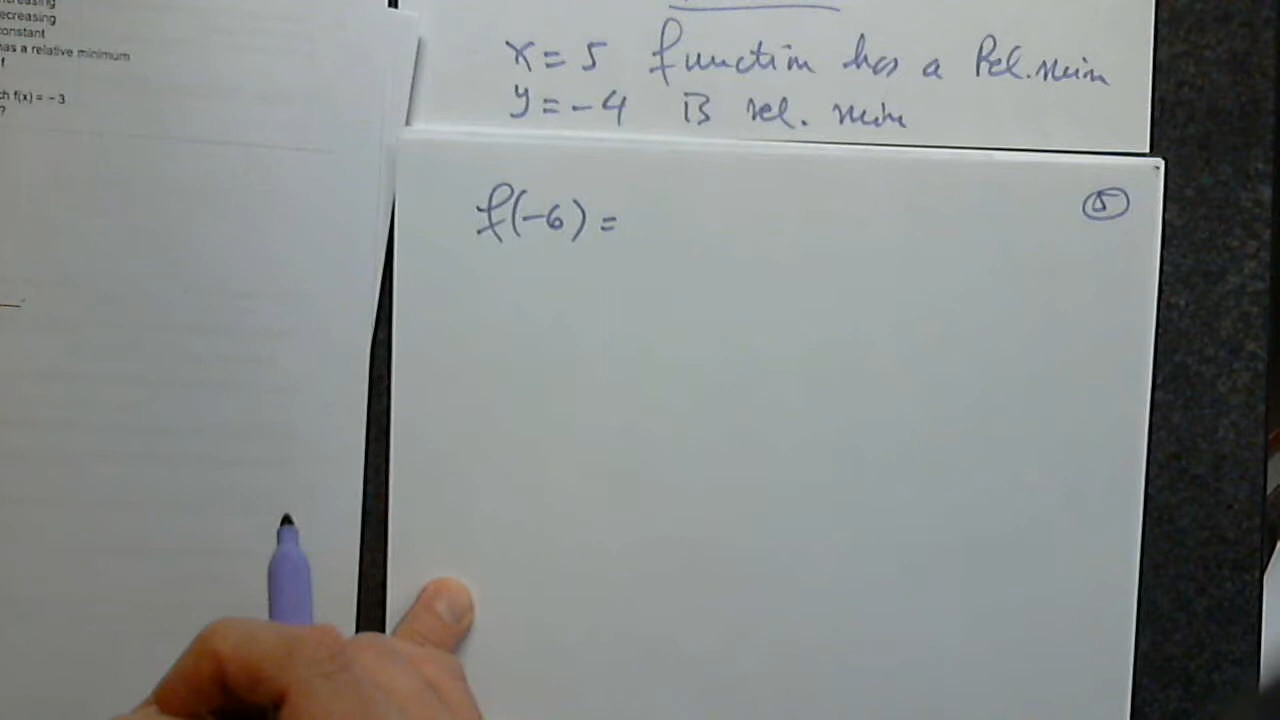 ecreasing
onstant
as a relative minimum
f
ch f(x) = - 3
?
x = 5 function has a Rel. min
y = -4 is rel. min
f(-6) =
5